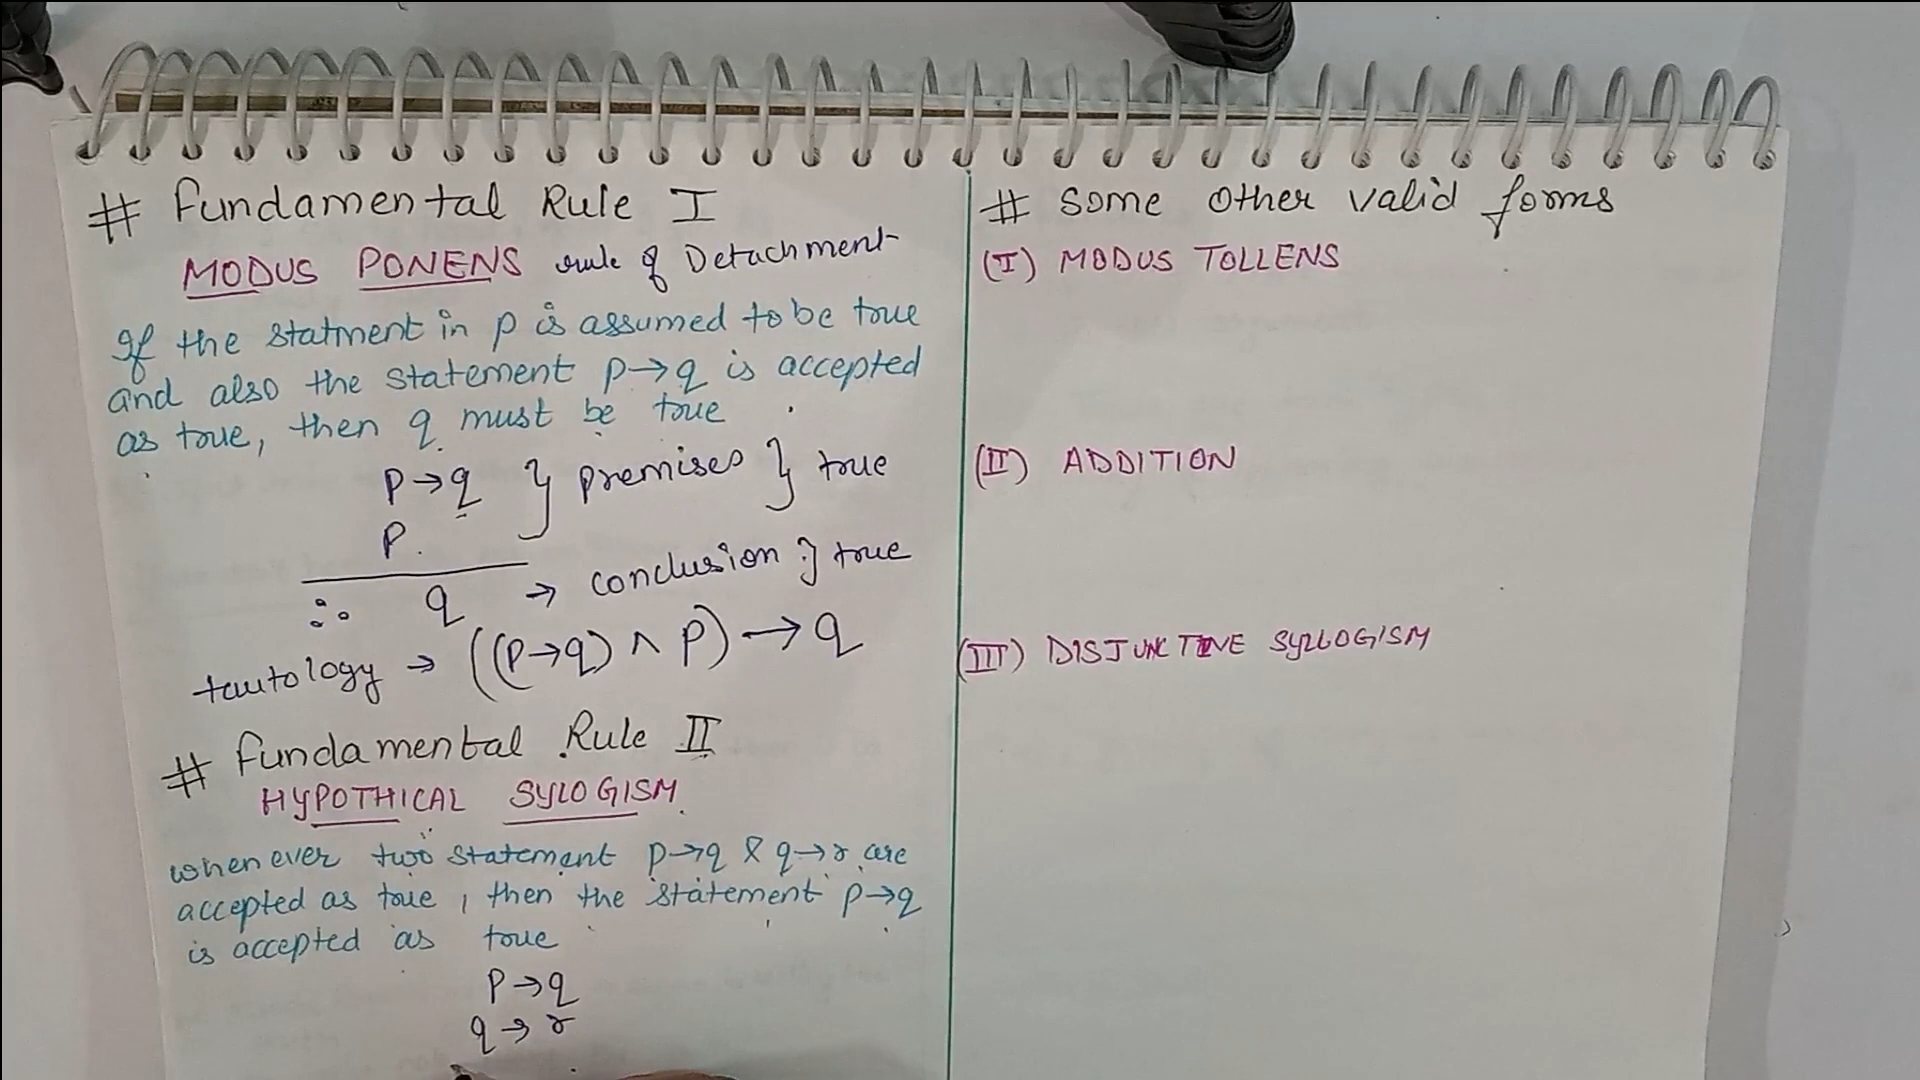 # Fundamental Rule I
MODUS PONENS rule of Detachment
If the statment in p is assumed to be true
and also the statement p→q is accepted
as true, then q must be true
p→q } premises } true
p.
∴ q → conclusion } true
tautology → ((p→q) ∧ p) → q
# Fundamental Rule II
HYPOTHICAL SYLOGISM
when ever two statement p→q & q→r are
accepted as true, then the statement p→q
is accepted as true
p→q
q→r
# Some other valid forms
(I) MODUS TOLLENS
(II) ADDITION
(III) DISJUNCTIVE SYLLOGISM